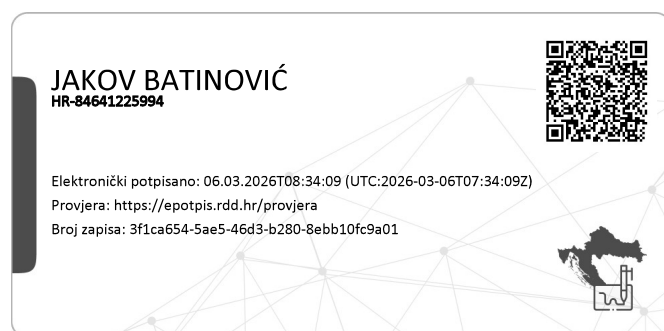 JAKOV BATINOVIĆ
HR-84641225994
Elektronički potpisano: 06.03.2026T08:34:09 (UTC:2026-03-06T07:34:09Z)
Provjera: https://epotpis.rdd.hr/provjera
Broj zapisa: 3f1ca654-5ae5-46d3-b280-8ebb10fc9a01